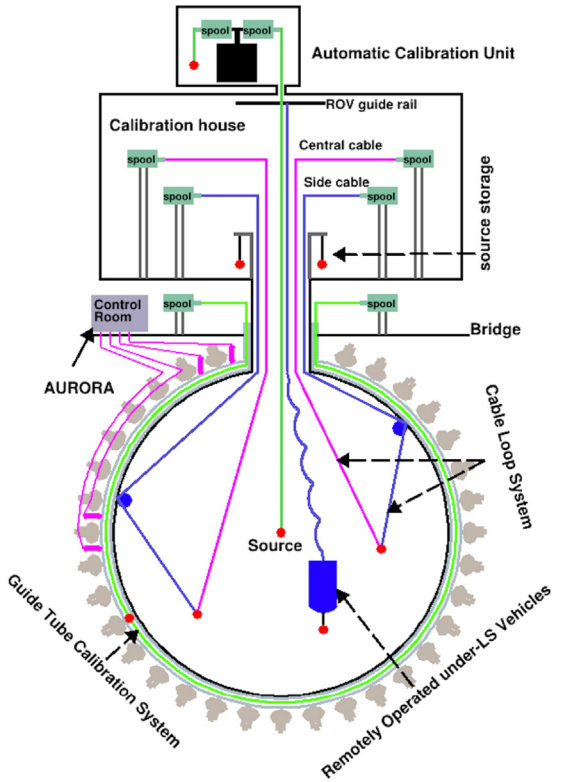 spool spool
Automatic Calibration Unit
ROV guide rail
Calibration house
Central cable
spool
spool
Side cable
spool
spool
source storage
Control
Room
spool
spool
Bridge
AURORA
Cable Loop System
Source
Guide Tube Calibration System
Remotely Operated under-LS Vehicles